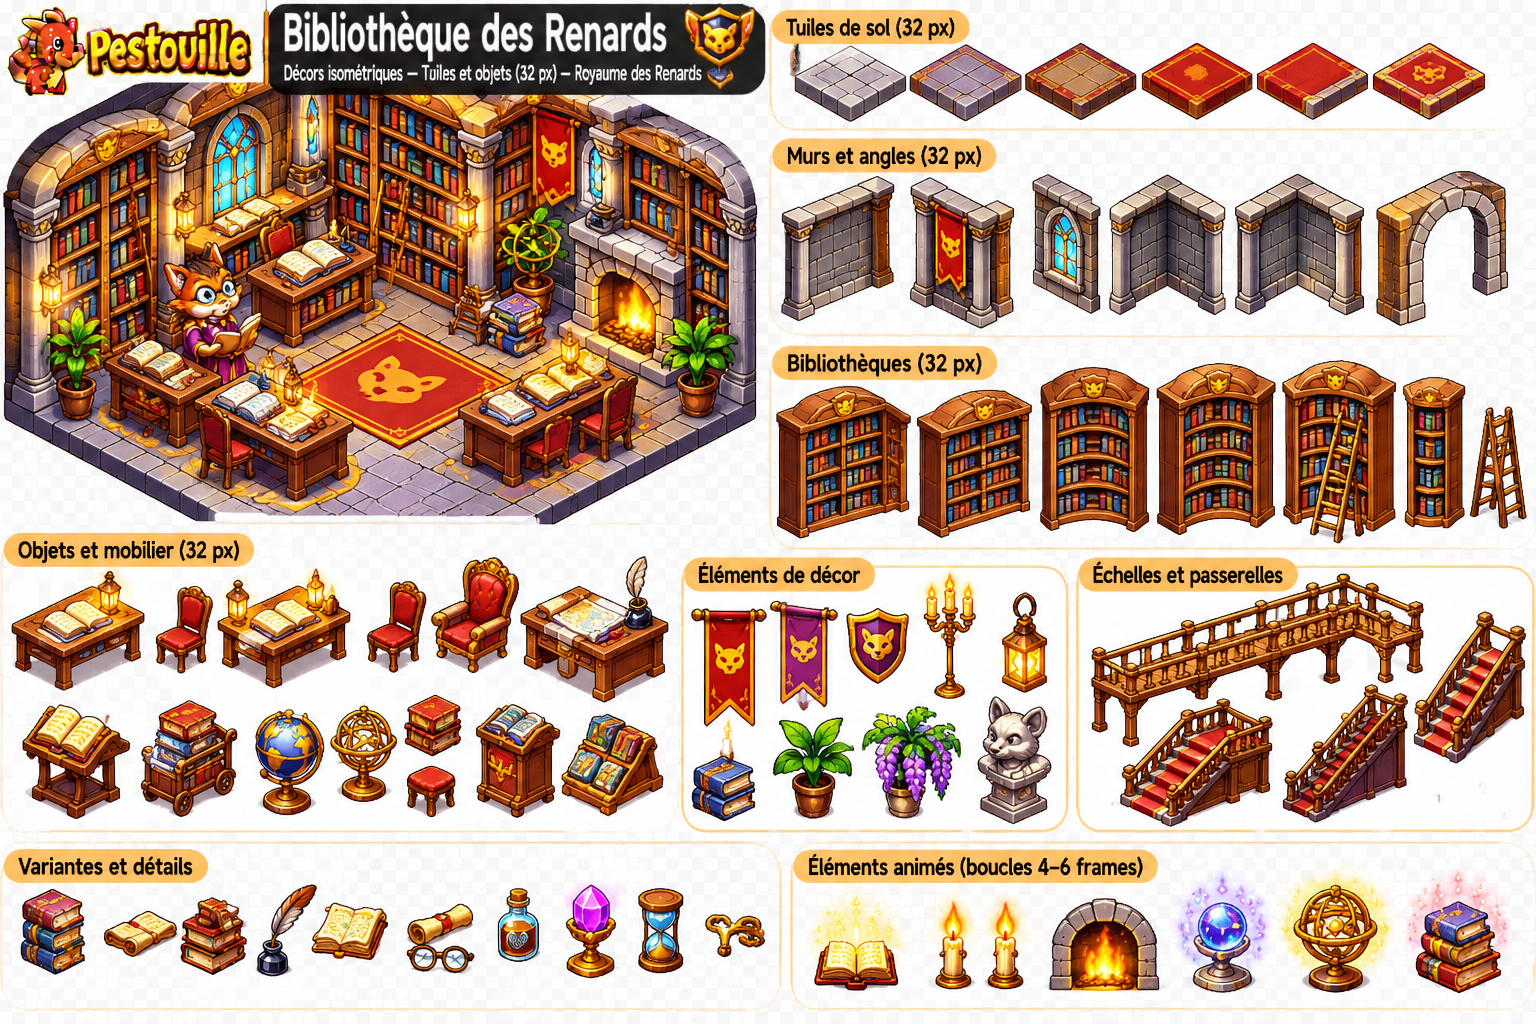 Pestouille
Bibliothèque des Renards
Décors isométriques — Tuiles et objets (32 px) — Royaume des Renards
Tuiles de sol (32 px)
Murs et angles (32 px)
Bibliothèques (32 px)
Objets et mobilier (32 px)
Éléments de décor
Échelles et passerelles
Variantes et détails
Éléments animés (boucles 4–6 frames)